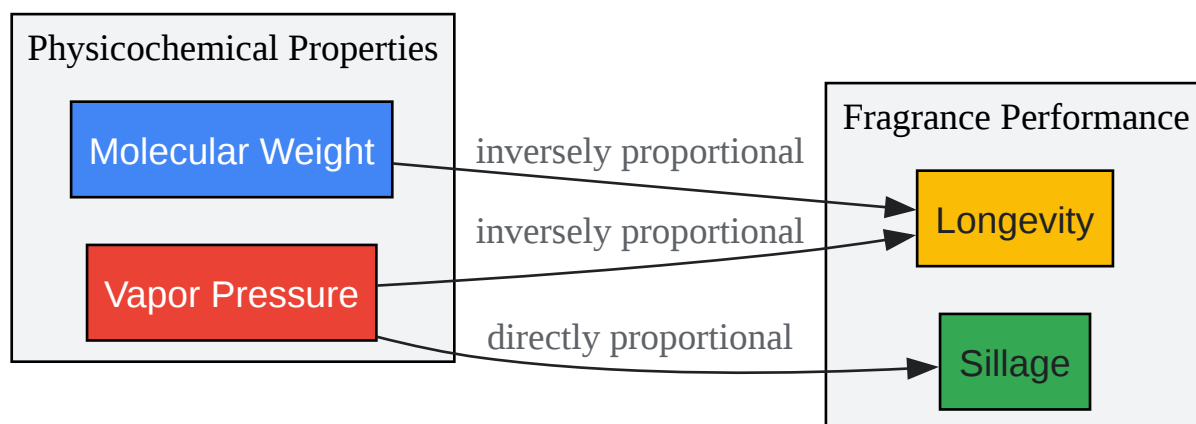 Physicochemical Properties
Molecular Weight
Vapor Pressure
inversely proportional
inversely proportional
directly proportional
Fragrance Performance
Longevity
Sillage